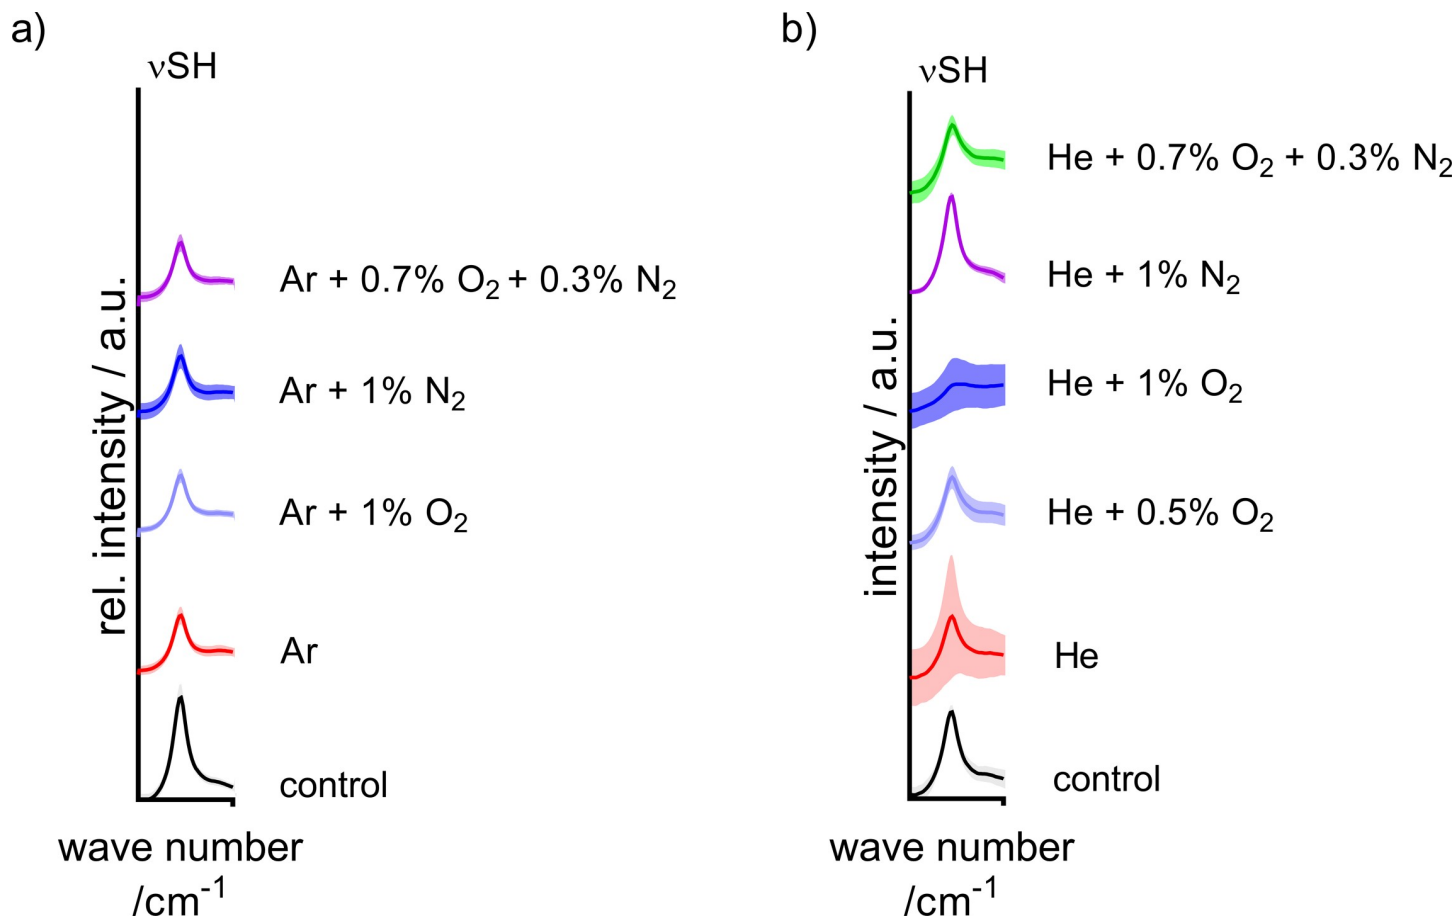 a)
νSH
rel. intensity / a.u.
Ar + 0.7% O₂ + 0.3% N₂
Ar + 1% N₂
Ar + 1% O₂
Ar
control
wave number
/cm⁻¹
b)
νSH
intensity / a.u.
He + 0.7% O₂ + 0.3% N₂
He + 1% N₂
He + 1% O₂
He + 0.5% O₂
He
control
wave number
/cm⁻¹